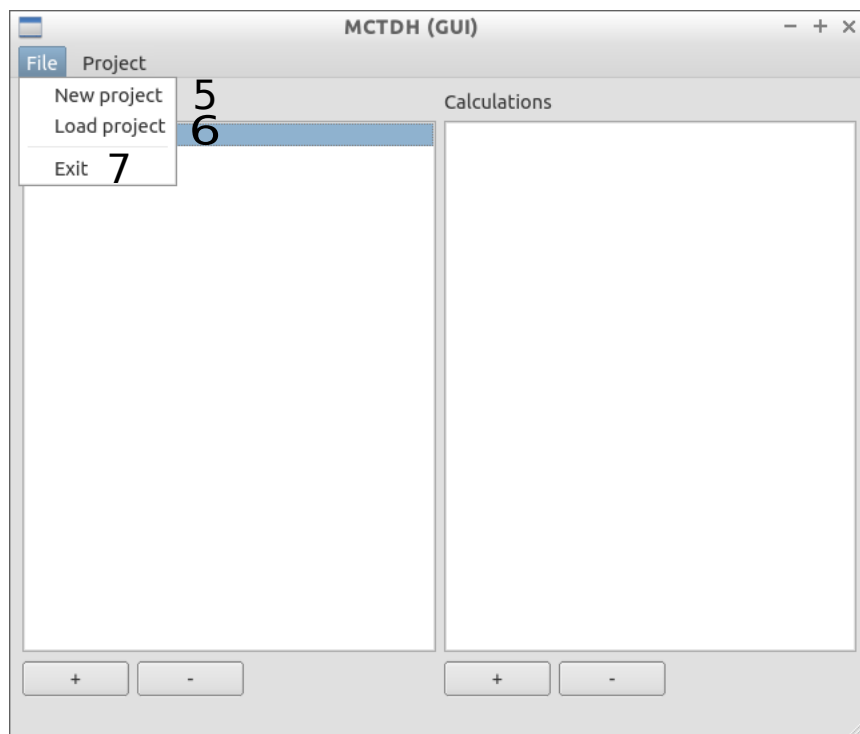 MCTDH (GUI)
File Project
New project 5
Calculations
Load project 6
Exit 7
+ - + -